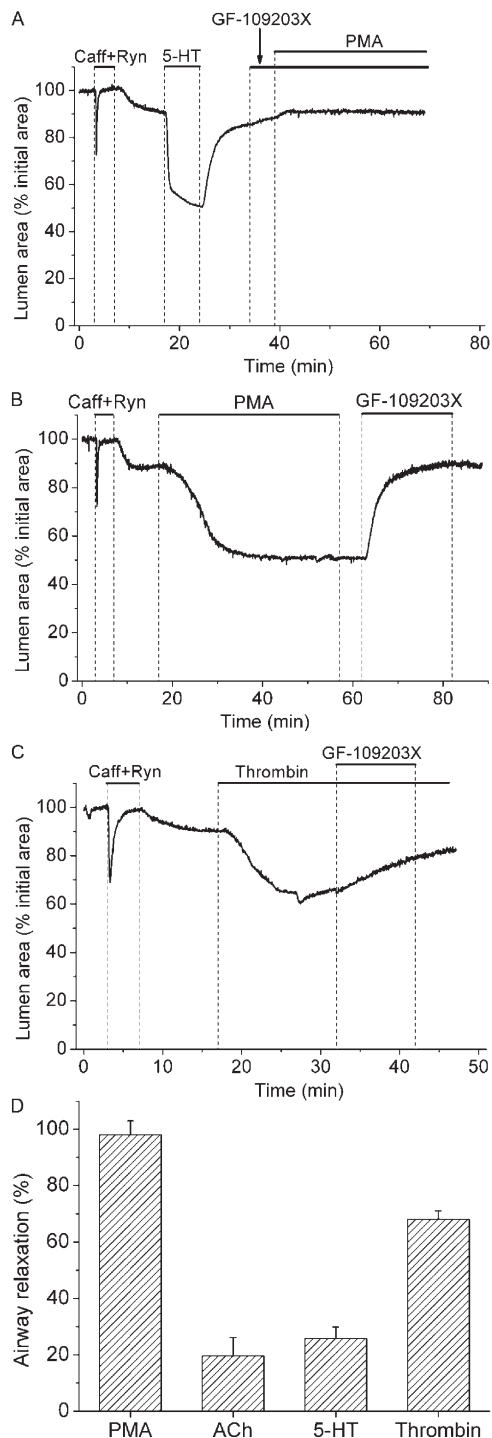 A
GF-109203X
PMA
Caff+Ryn 5-HT
Lumen area (% initial area)
100
80
60
40
20
0
0 20 40 60 80
Time (min)
B
Caff+Ryn PMA GF-109203X
Lumen area (% initial area)
100
80
60
40
20
0
0 20 40 60 80
Time (min)
C
GF-109203X
Caff+Ryn Thrombin
Lumen area (% initial area)
100
80
60
40
20
0
0 10 20 30 40 50
Time (min)
D
Airway relaxation (%)
100
80
60
40
20
0
PMA ACh 5-HT Thrombin